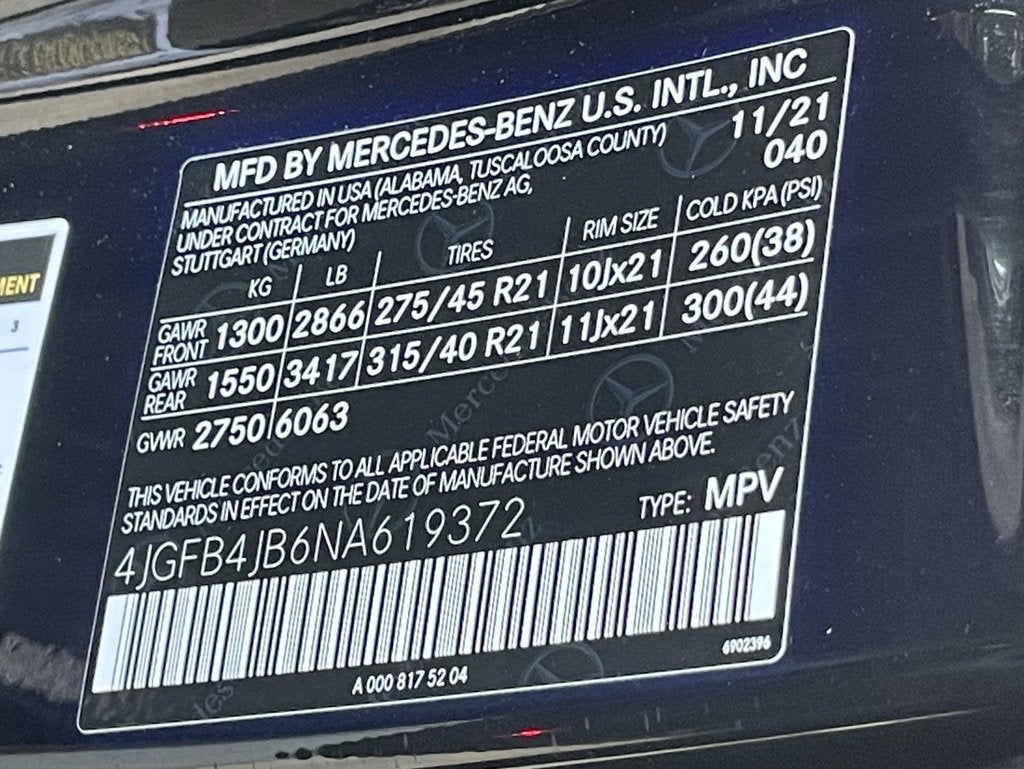 MFD BY MERCEDES-BENZ U.S. INTL., INC
MANUFACTURED IN USA (ALABAMA, TUSCALOOSA COUNTY)
UNDER CONTRACT FOR MERCEDES-BENZ AG,
STUTTGART (GERMANY)
11/21
040
KG LB TIRES RIM SIZE COLD KPA (PSI)
GAWR FRONT 1300 2866 275/45 R21 10Jx21 260(38)
GAWR REAR 1550 3417 315/40 R21 11Jx21 300(44)
GVWR 2750 6063
THIS VEHICLE CONFORMS TO ALL APPLICABLE FEDERAL MOTOR VEHICLE SAFETY
STANDARDS IN EFFECT ON THE DATE OF MANUFACTURE SHOWN ABOVE.
4JGFB4JB6NA619372 TYPE: MPV
A 000 817 52 04
6902396
MENT
3